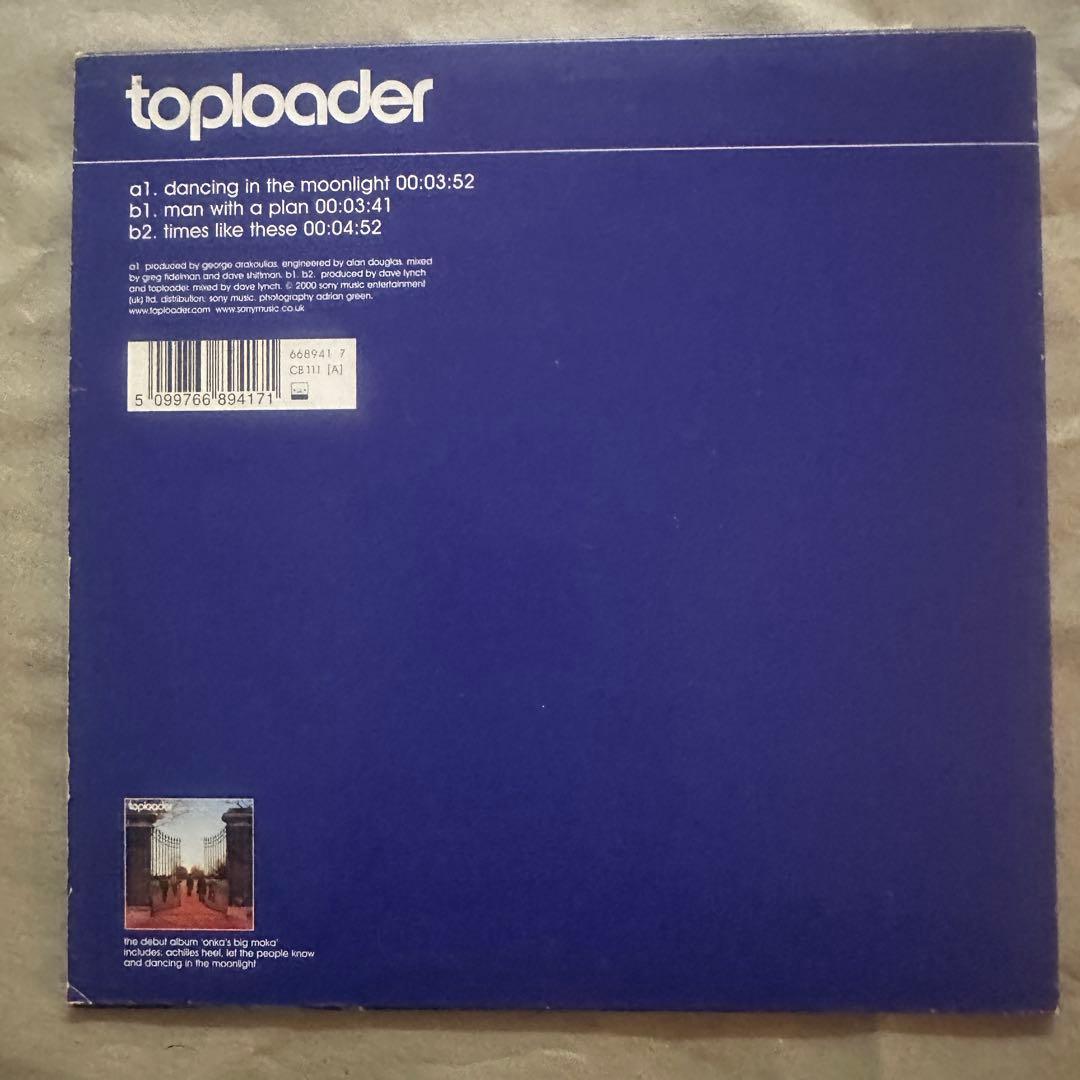 toploader
a1. dancing in the moonlight 00:03:52
b1. man with a plan 00:03:41
b2. times like these 00:04:52
a1. produced by george drakoulias. engineered by alan douglas. mixed
by greg fidelman and dave shiffman. b1. b2. produced by dave lynch
and toploader. mixed by dave lynch. © 2000 sony music entertainment
(uk) ltd. distribution: sony music. photography adrian green.
www.toploader.com www.sonymusic.co.uk
668941 7
CB111 [A]
5 099766 894171
toploader
the debut album 'onka's big moka'
includes: achilles heel, let the people know
and dancing in the moonlight